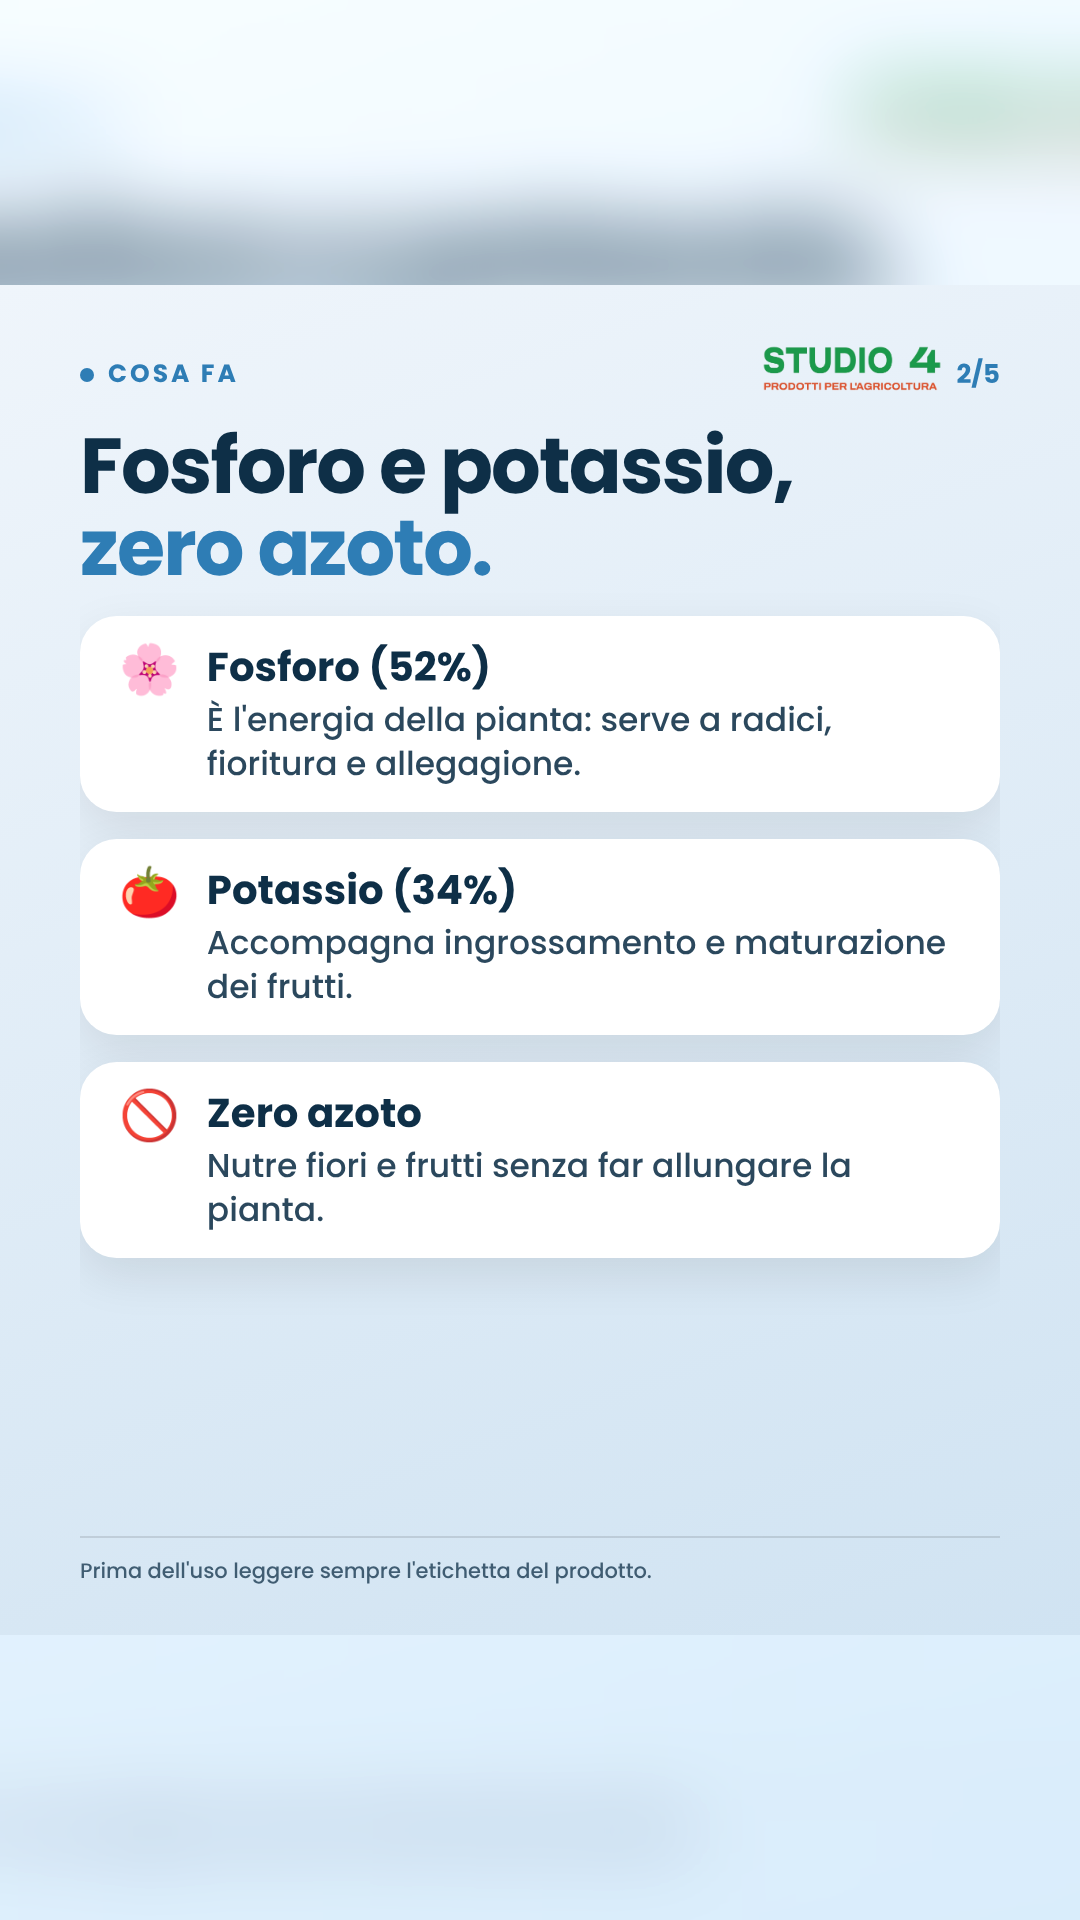 COSA FA
STUDIO 4
PRODOTTI PER L'AGRICOLTURA
2/5
Fosforo e potassio,
zero azoto.
Fosforo (52%)
È l'energia della pianta: serve a radici,
fioritura e allegagione.
Potassio (34%)
Accompagna ingrossamento e maturazione
dei frutti.
Zero azoto
Nutre fiori e frutti senza far allungare la
pianta.
Prima dell'uso leggere sempre l'etichetta del prodotto.